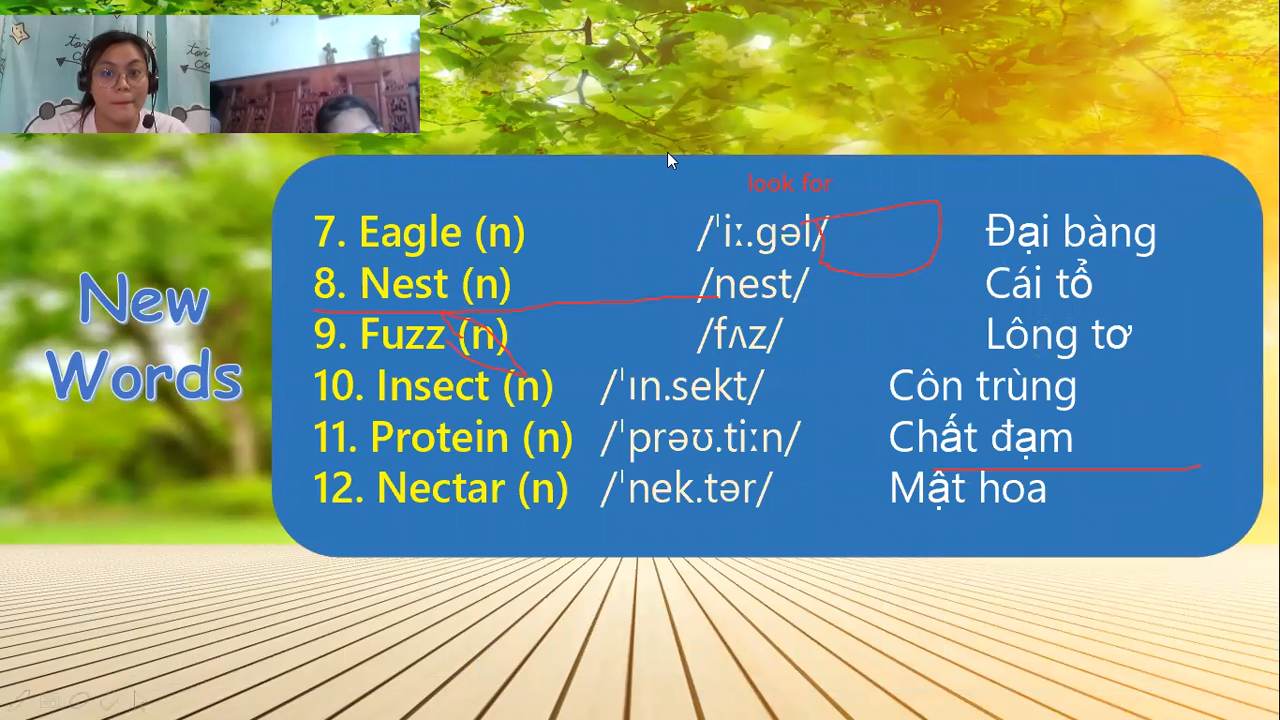 look for
7. Eagle (n) /ˈiː.gəl/ Đại bàng
8. Nest (n) /nest/ Cái tổ
9. Fuzz (n) /fʌz/ Lông tơ
10. Insect (n) /ˈɪn.sekt/ Côn trùng
11. Protein (n) /ˈprəʊ.tiːn/ Chất đạm
12. Nectar (n) /ˈnek.tər/ Mật hoa
New
Words